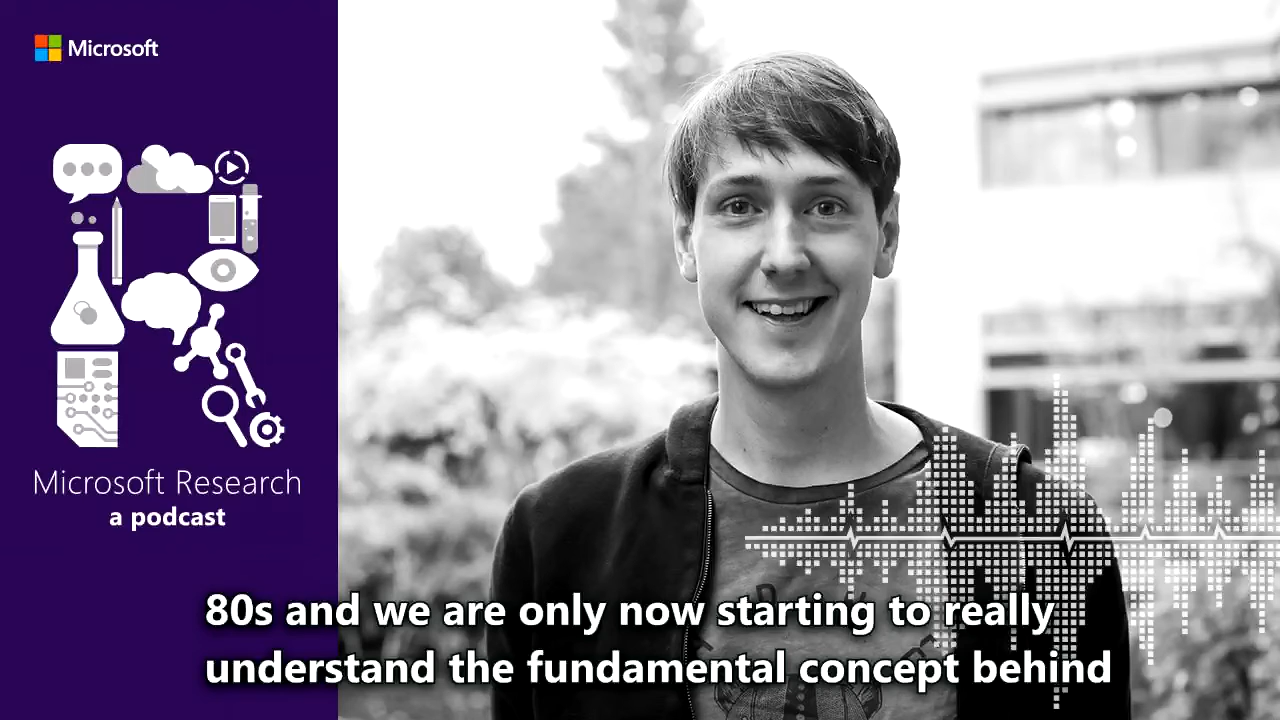 Microsoft
Microsoft Research
a podcast
80s and we are only now starting to really
understand the fundamental concept behind